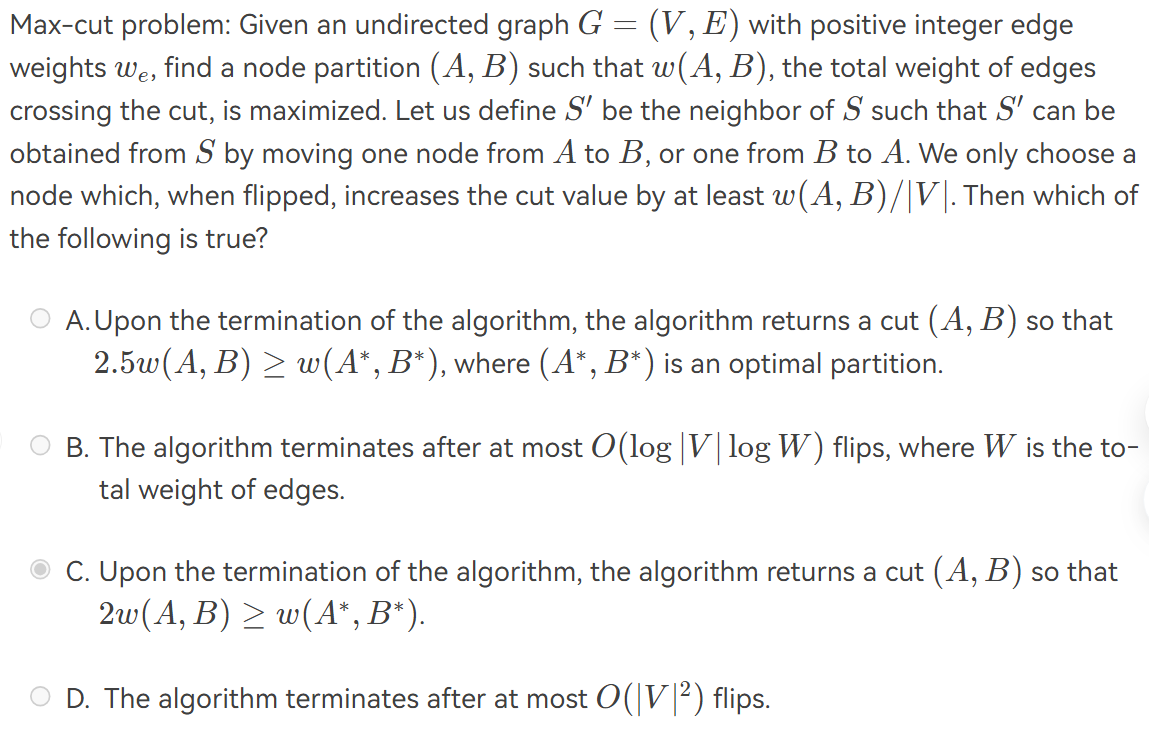 Max-cut problem: Given an undirected graph G = (V, E) with positive integer edge
weights wₑ, find a node partition (A, B) such that w(A, B), the total weight of edges
crossing the cut, is maximized. Let us define S′ be the neighbor of S such that S′ can be
obtained from S by moving one node from A to B, or one from B to A. We only choose a
node which, when flipped, increases the cut value by at least w(A, B)/|V|. Then which of
the following is true?
A. Upon the termination of the algorithm, the algorithm returns a cut (A, B) so that
2.5w(A, B) ≥ w(A*, B*), where (A*, B*) is an optimal partition.
B. The algorithm terminates after at most O(log |V| log W) flips, where W is the to-
tal weight of edges.
C. Upon the termination of the algorithm, the algorithm returns a cut (A, B) so that
2w(A, B) ≥ w(A*, B*).
D. The algorithm terminates after at most O(|V|²) flips.